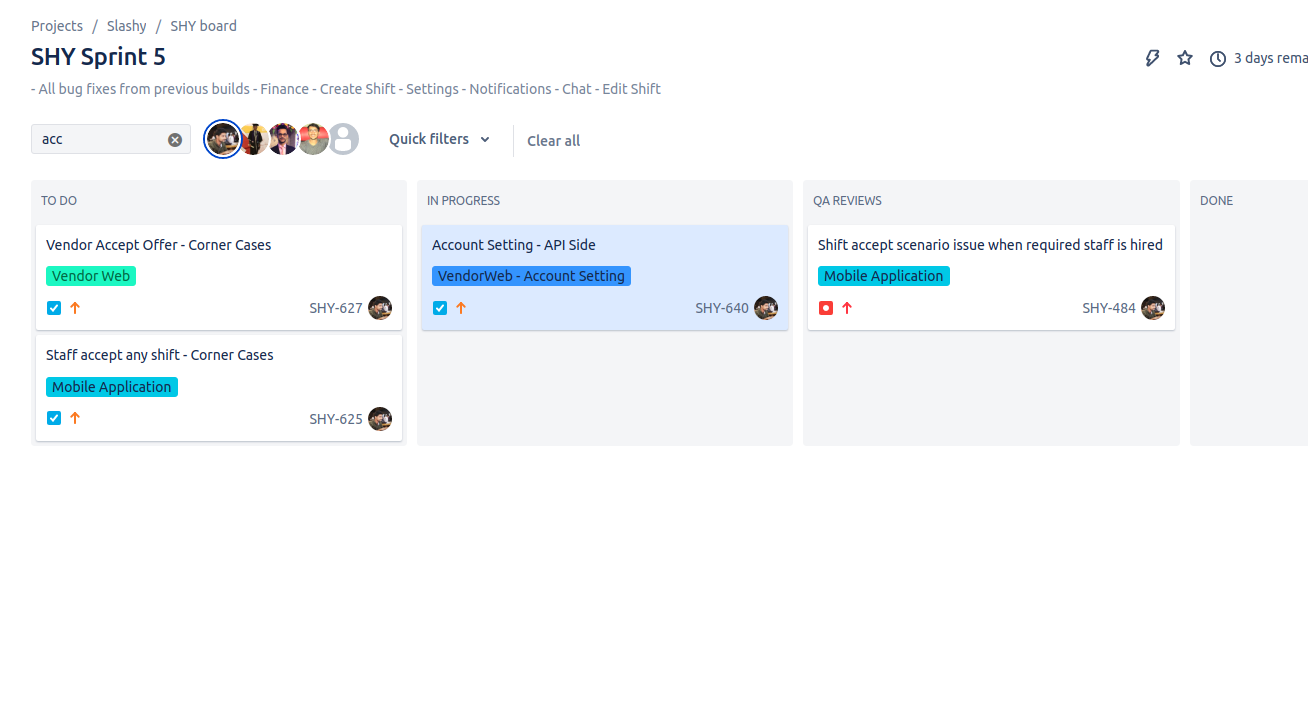 Projects / Slashy / SHY board
SHY Sprint 5
3 days rema
- All bug fixes from previous builds - Finance - Create Shift - Settings - Notifications - Chat - Edit Shift
acc
Quick filters
Clear all
TO DO
Vendor Accept Offer - Corner Cases
Vendor Web
SHY-627
Staff accept any shift - Corner Cases
Mobile Application
SHY-625
IN PROGRESS
Account Setting - API Side
VendorWeb - Account Setting
SHY-640
QA REVIEWS
Shift accept scenario issue when required staff is hired
Mobile Application
SHY-484
DONE